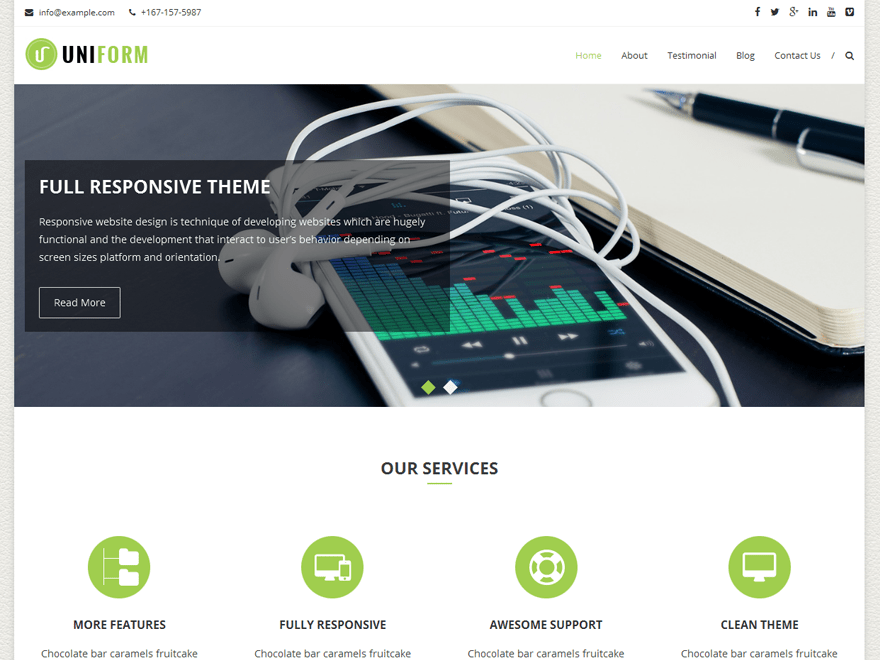 info@example.com +167-157-5987
UNIFORM
Home About Testimonial Blog Contact Us /
FULL RESPONSIVE THEME
Responsive website design is technique of developing websites which are hugely
functional and the development that interact to user's behavior depending on
screen sizes platform and orientation.
Read More
OUR SERVICES
MORE FEATURES FULLY RESPONSIVE AWESOME SUPPORT CLEAN THEME
Chocolate bar caramels fruitcake Chocolate bar caramels fruitcake Chocolate bar caramels fruitcake Chocolate bar caramels fruitcake